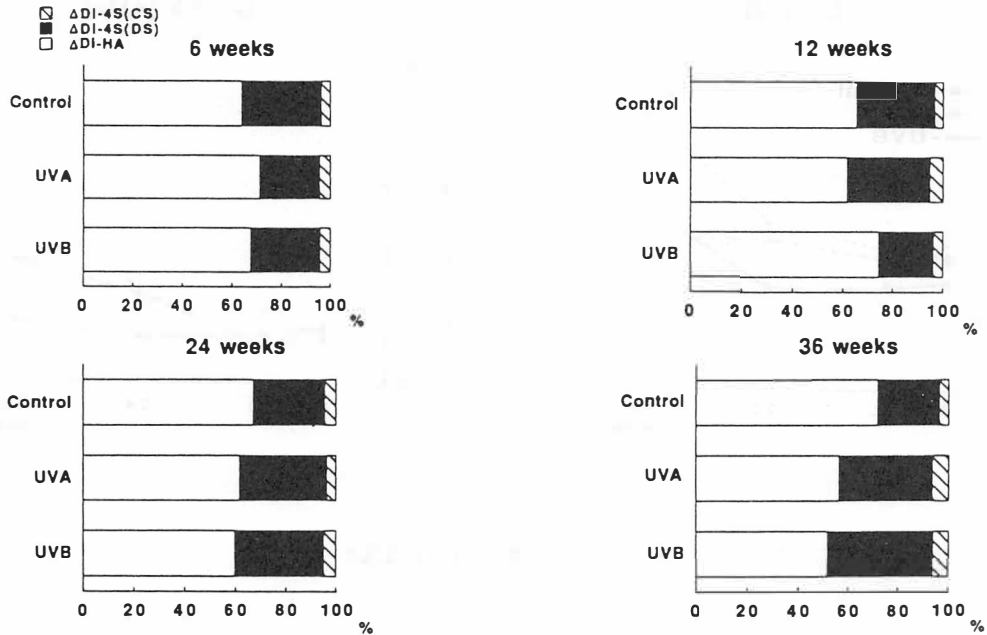 ΔDI-4S(CS)
ΔDI-4S(DS)
ΔDI-HA
6 weeks
Control
UVA
UVB
0 20 40 60 80 100
%
12 weeks
Control
UVA
UVB
0 20 40 60 80 100
%
24 weeks
Control
UVA
UVB
0 20 40 60 80 100
%
36 weeks
Control
UVA
UVB
0 20 40 60 80 100
%